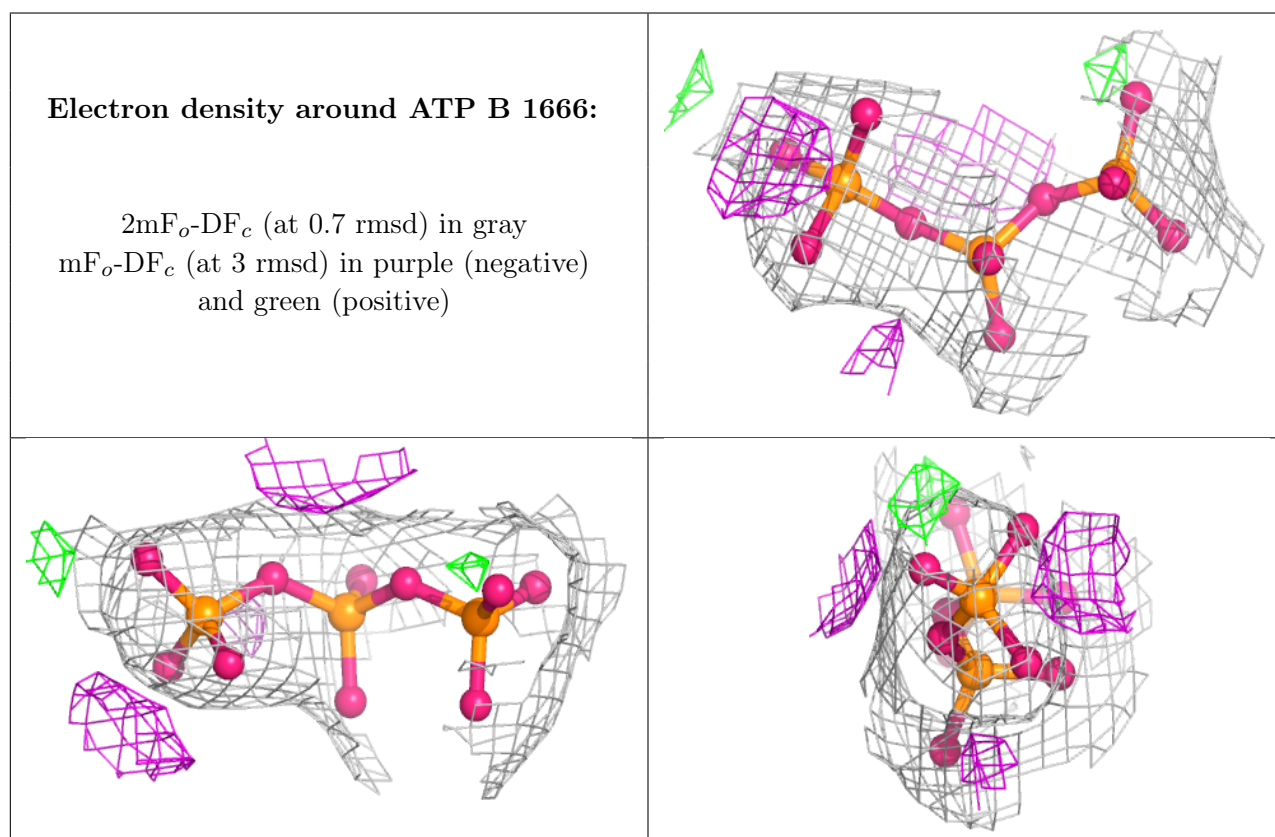 Electron density around ATP B 1666:
2mFo-DFc (at 0.7 rmsd) in gray
mFo-DFc (at 3 rmsd) in purple (negative)
and green (positive)